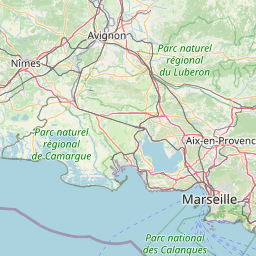 Avignon
Parc naturel
régional
du Luberon
Nîmes
Parc naturel
régional
de Camargue
Aix-en-Provence
Marseille
Parc national
des Calanques